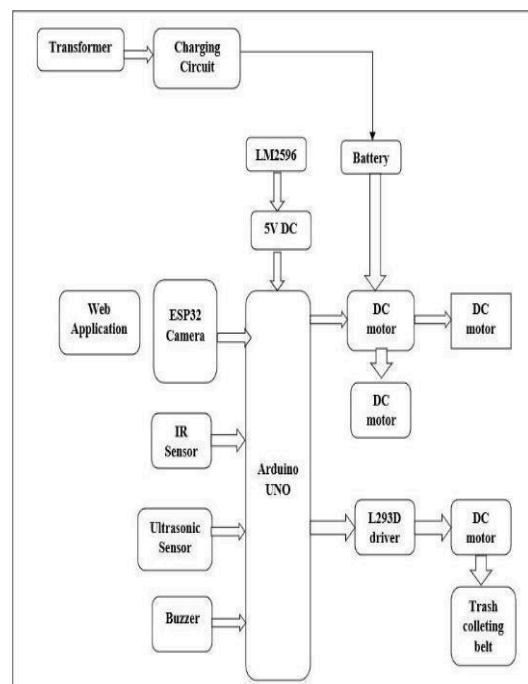 Transformer
Charging
Circuit
LM2596
Battery
5V DC
Web
Application
ESP32
Camera
DC
motor
DC
motor
DC
motor
IR
Sensor
Arduino
UNO
Ultrasonic
Sensor
L293D
driver
DC
motor
Buzzer
Trash
colleting
belt